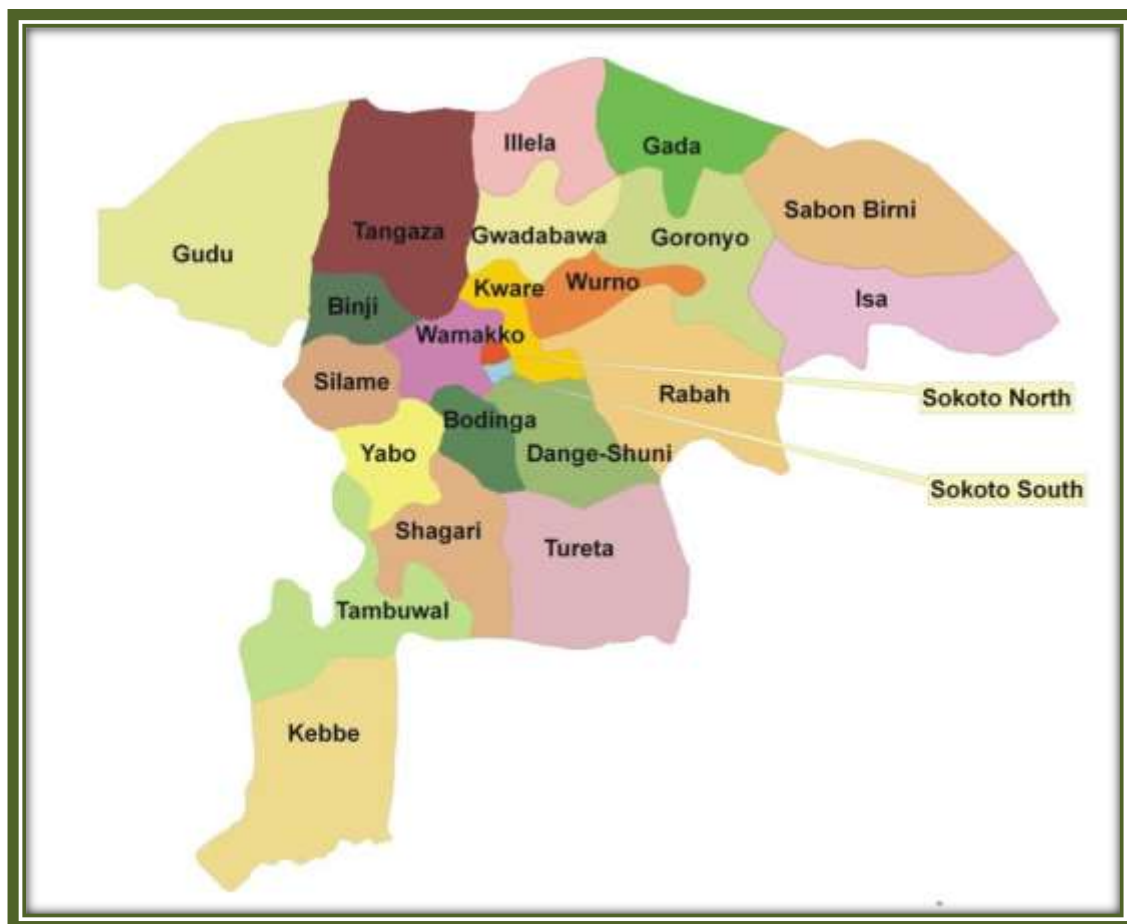 Illela
Gada
Sabon Birni
Gudu
Tangaza
Gwadabawa
Goronyo
Binji
Kware
Wurno
Isa
Wamakko
Silame
Rabah
Sokoto North
Bodinga
Yabo
Dange-Shuni
Sokoto South
Shagari
Tureta
Tambuwal
Kebbe